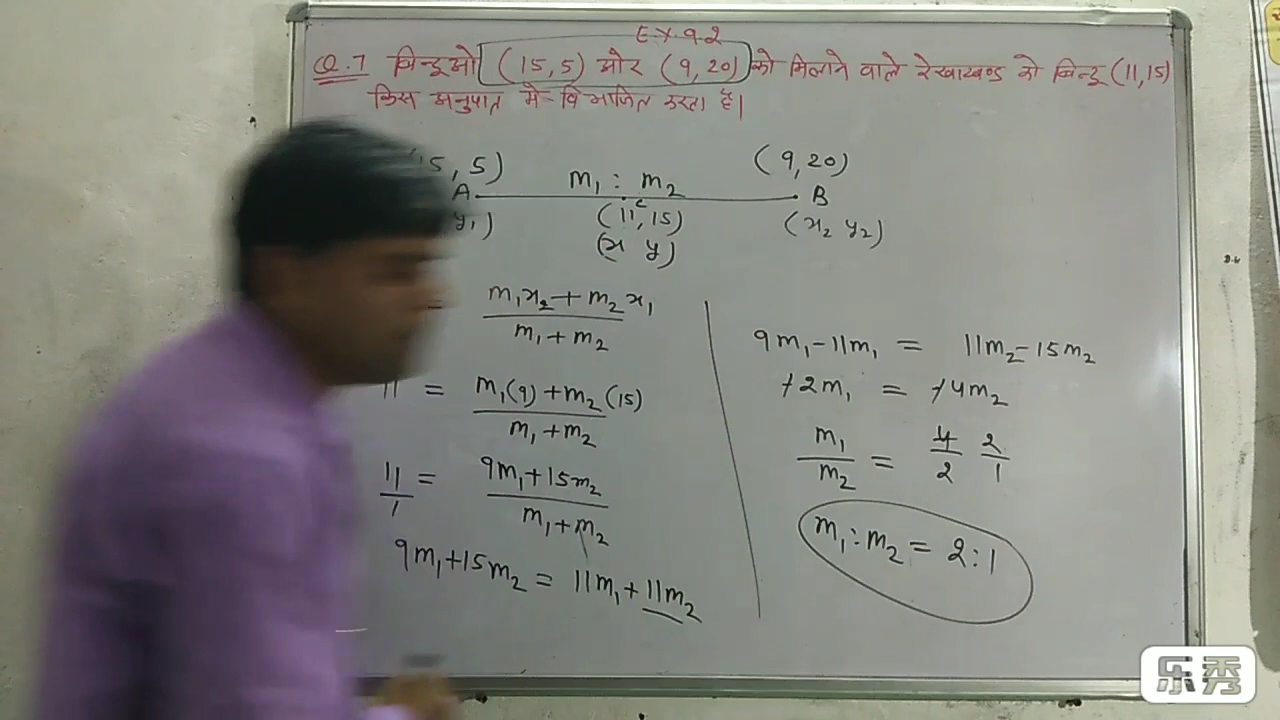 Ex 9.2
Q.7 बिन्दुओ (15,5) और (9,20) को मिलाने वाले रेखाखण्ड को बिन्दू (11,15)
किस अनुपात मे विभाजित करता है।
15, 5) (9,20)
A m₁ : m₂ B
c
(11,15)
y₁) (x y) (x₂ y₂)
= m₁x₂ + m₂x₁ / m₁ + m₂
11 = m₁(9) + m₂(15) / m₁ + m₂
11/1 = 9m₁ + 15m₂ / m₁ + m₂
9m₁ + 15m₂ = 11m₁ + 11m₂
9m₁ - 11m₁ = 11m₂ - 15m₂
-2m₁ = -4m₂
m₁/m₂ = 4/2 2/1
m₁ : m₂ = 2:1
乐秀